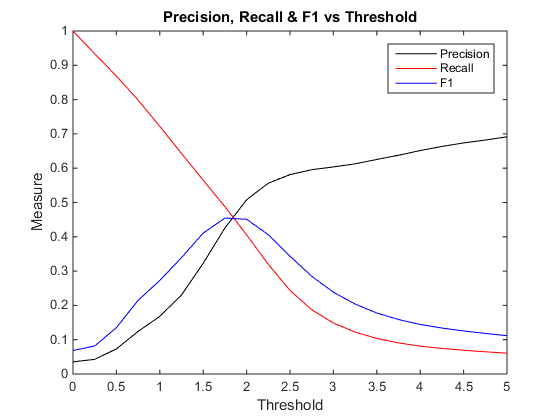 Precision, Recall & F1 vs Threshold
1
0.9
0.8
0.7
0.6
0.5
0.4
0.3
0.2
0.1
0
Measure
Precision
Recall
F1
0 0.5 1 1.5 2 2.5 3 3.5 4 4.5 5
Threshold